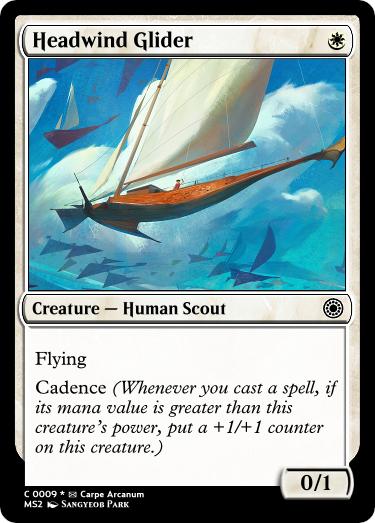 Headwind Glider
Creature — Human Scout
Flying
Cadence (Whenever you cast a spell, if
its mana value is greater than this
creature's power, put a +1/+1 counter
on this creature.)
0/1
C 0009 * Carpe Arcanum
MS2 Sangyeob Park